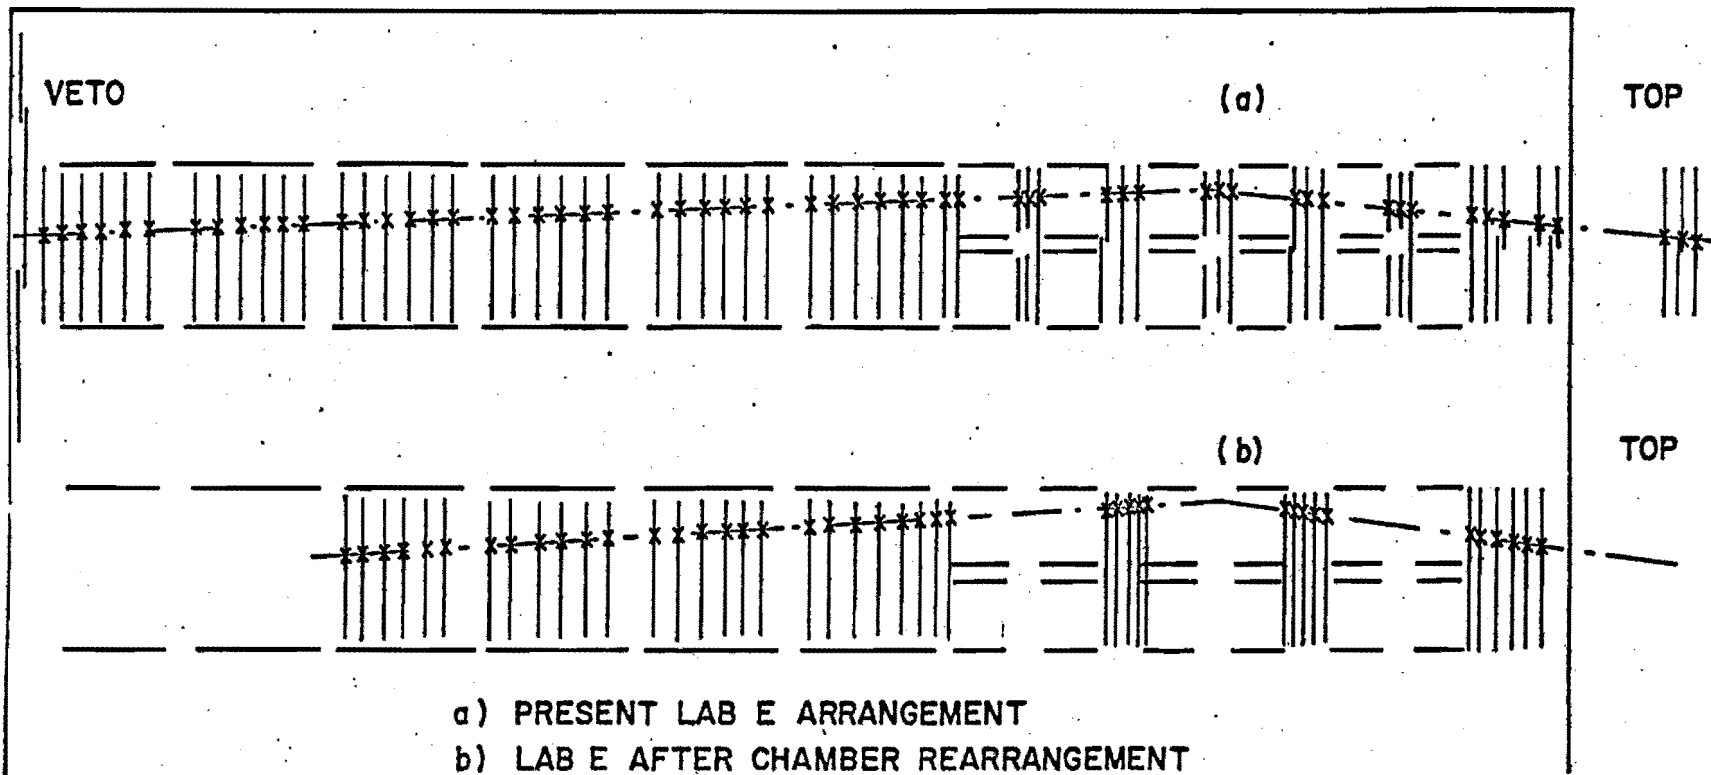 VETO
(a)
TOP
(b)
TOP
a) PRESENT LAB E ARRANGEMENT
b) LAB E AFTER CHAMBER REARRANGEMENT